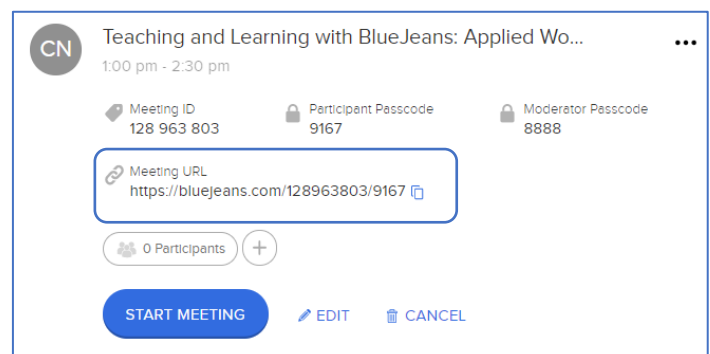 CN
Teaching and Learning with BlueJeans: Applied Wo...
1:00 pm - 2:30 pm
Meeting ID
128 963 803
Participant Passcode
9167
Moderator Passcode
8888
Meeting URL
https://bluejeans.com/128963803/9167
0 Participants
START MEETING
EDIT
CANCEL